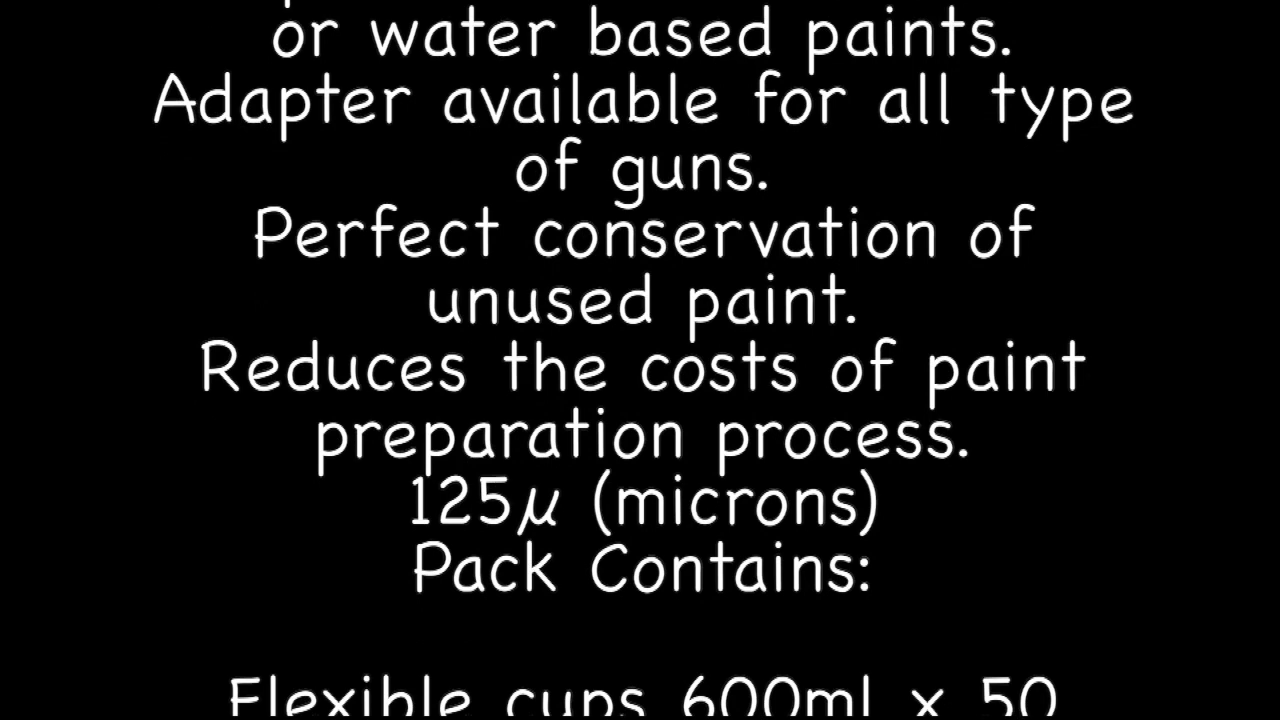 or water based paints.
Adapter available for all type
of guns.
Perfect conservation of
unused paint.
Reduces the costs of paint
preparation process.
125μ (microns)
Pack Contains:
Flexible cups 600ml x 50